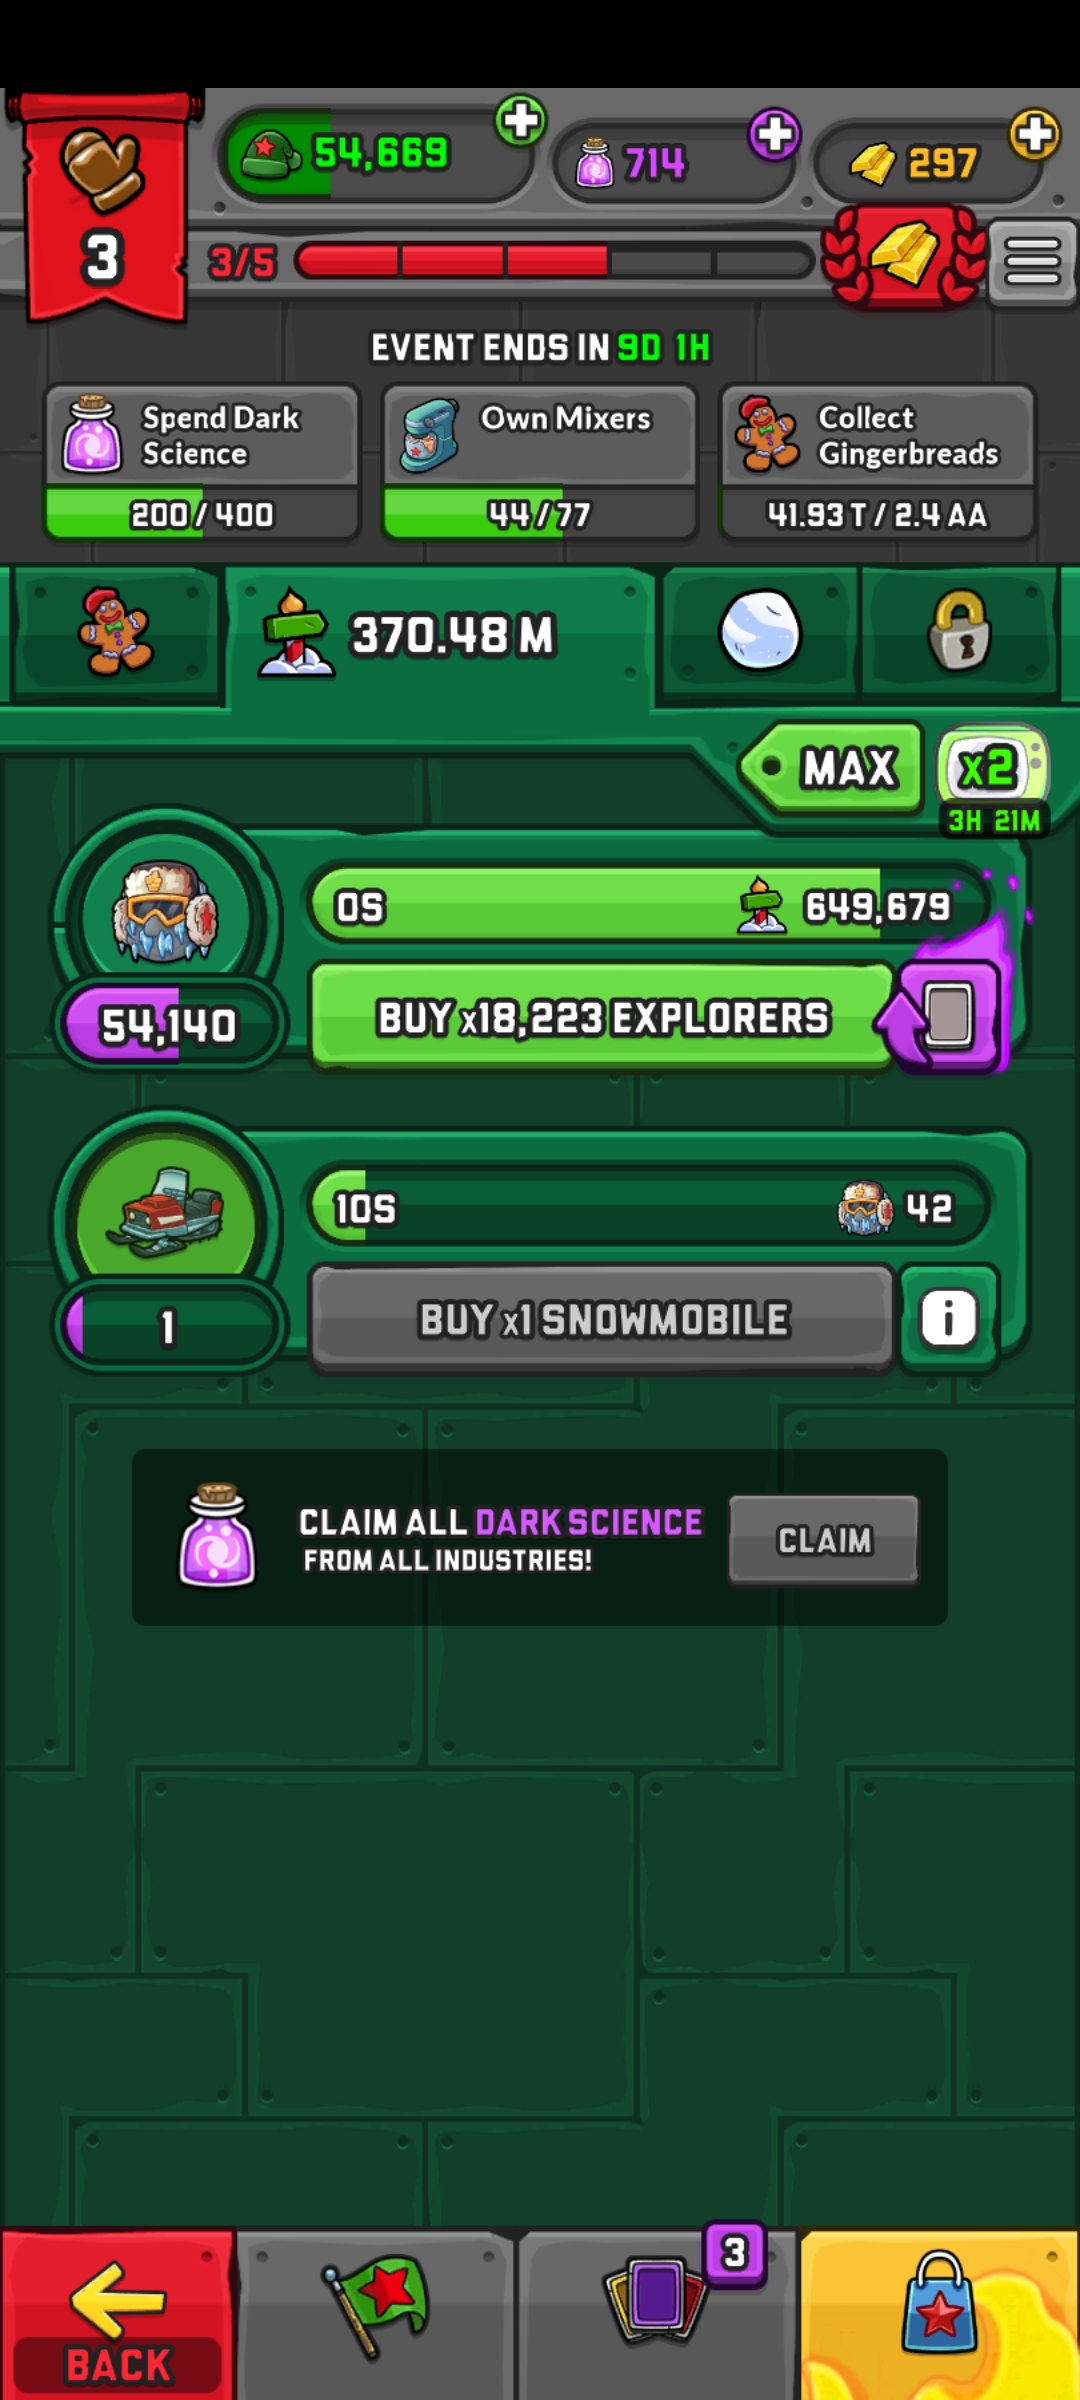 3
54,669
714
297
3/5
EVENT ENDS IN 9D 1H
Spend Dark
Science
200 / 400
Own Mixers
44 / 77
Collect
Gingerbreads
41.93 T / 2.4 AA
370.48 M
MAX
x2
3H 21M
0S
649,679
54,140
BUY x18,223 EXPLORERS
10S
42
1
BUY x1 SNOWMOBILE
i
CLAIM ALL DARK SCIENCE
FROM ALL INDUSTRIES!
CLAIM
3
BACK